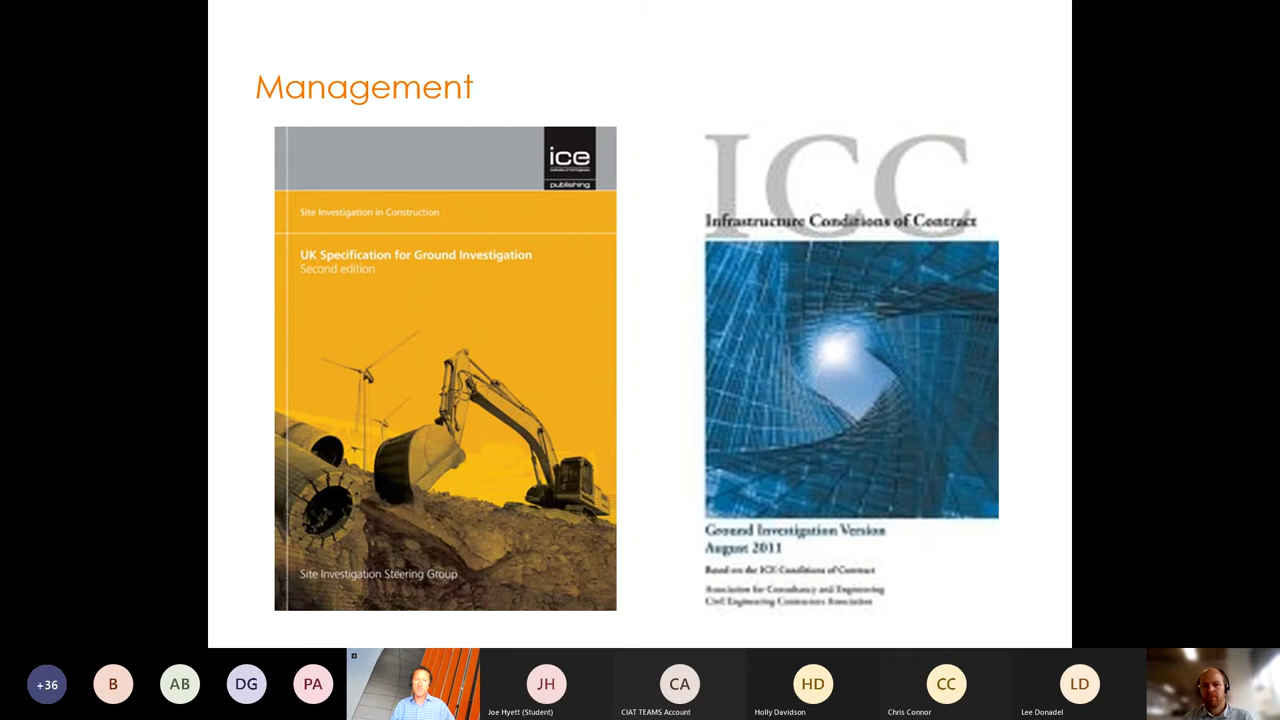 Management
ice
publishing
Site Investigation in Construction
UK Specification for Ground Investigation
Second edition
Site Investigation Steering Group
ICC
Infrastructure Conditions of Contract
Ground Investigation Version
August 2011
Based on the ICE Conditions of Contract
Association for Consultancy and Engineering
Civil Engineering Contractors Association
+36
B
AB
DG
PA
JH
CA
HD
CC
LD
Joe Hyett (Student)
CIAT TEAMS Account
Holly Davidson
Chris Connor
Lee Donadel